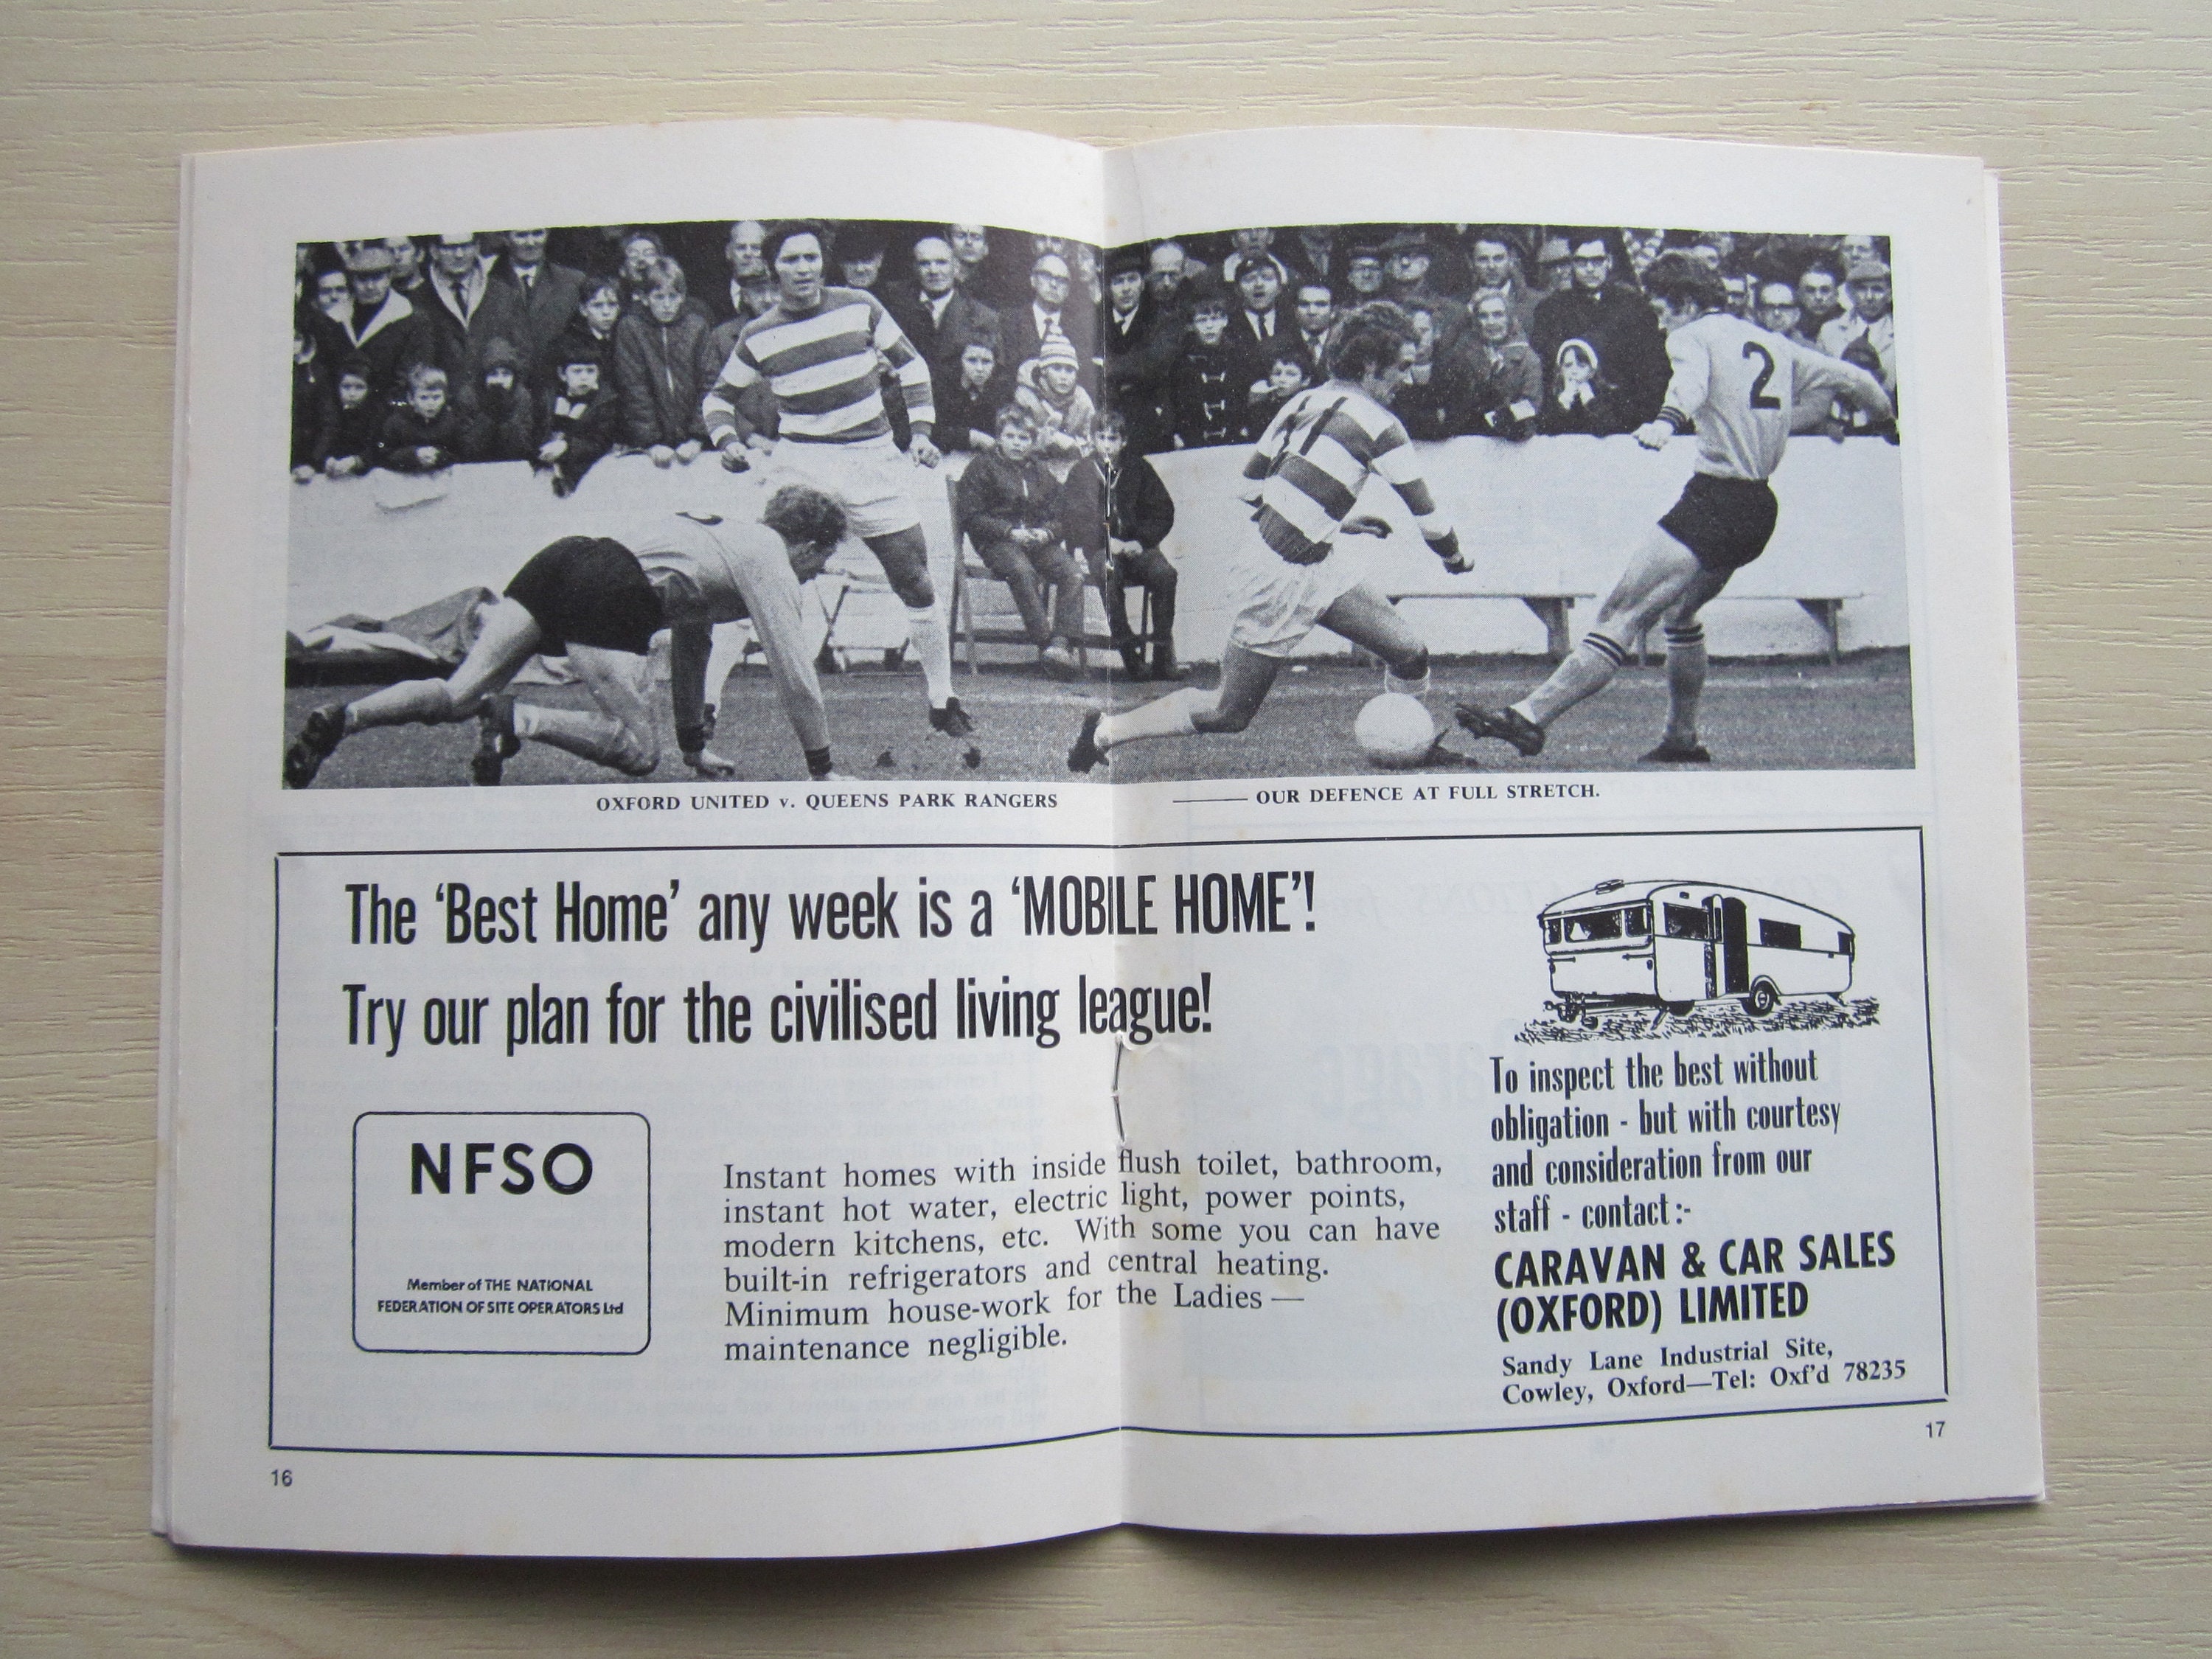 2
11
OXFORD UNITED v. QUEENS PARK RANGERS
——— OUR DEFENCE AT FULL STRETCH.
The ‘Best Home’ any week is a ‘MOBILE HOME’!
Try our plan for the civilised living league!
NFSO
Member of THE NATIONAL
FEDERATION OF SITE OPERATORS Ltd
Instant homes with inside flush toilet, bathroom,
instant hot water, electric light, power points,
modern kitchens, etc. With some you can have
built-in refrigerators and central heating.
Minimum house-work for the Ladies —
maintenance negligible.
To inspect the best without
obligation - but with courtesy
and consideration from our
staff - contact :-
CARAVAN & CAR SALES
(OXFORD) LIMITED
Sandy Lane Industrial Site,
Cowley, Oxford—Tel: Oxf'd 78235
16
17